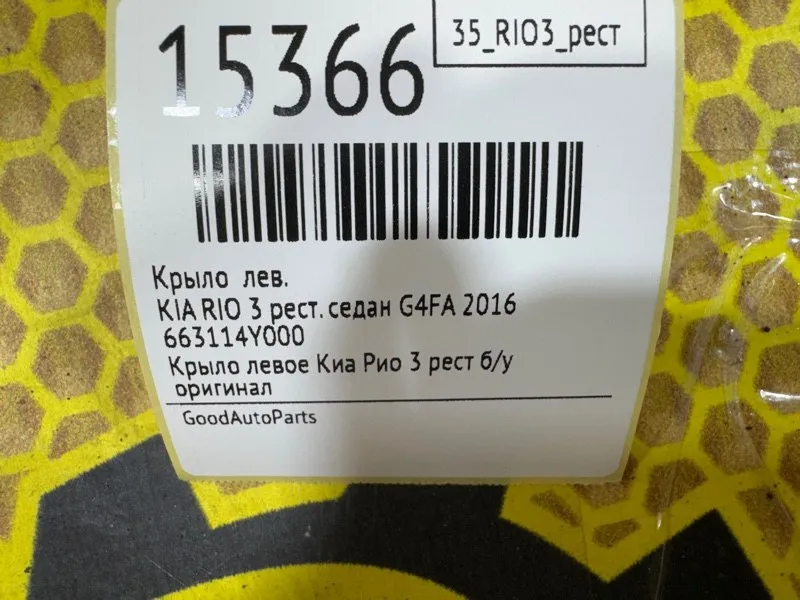 15366
35_RIO3_рест
Крыло лев.
KIA RIO 3 рест. седан G4FA 2016
663114Y000
Крыло левое Киа Рио 3 рест б/у
оригинал
GoodAutoParts